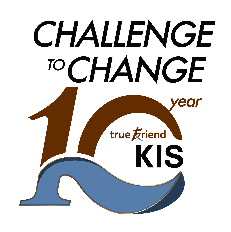 CHALLENGE
TO CHANGE
10 year
true friend
KIS